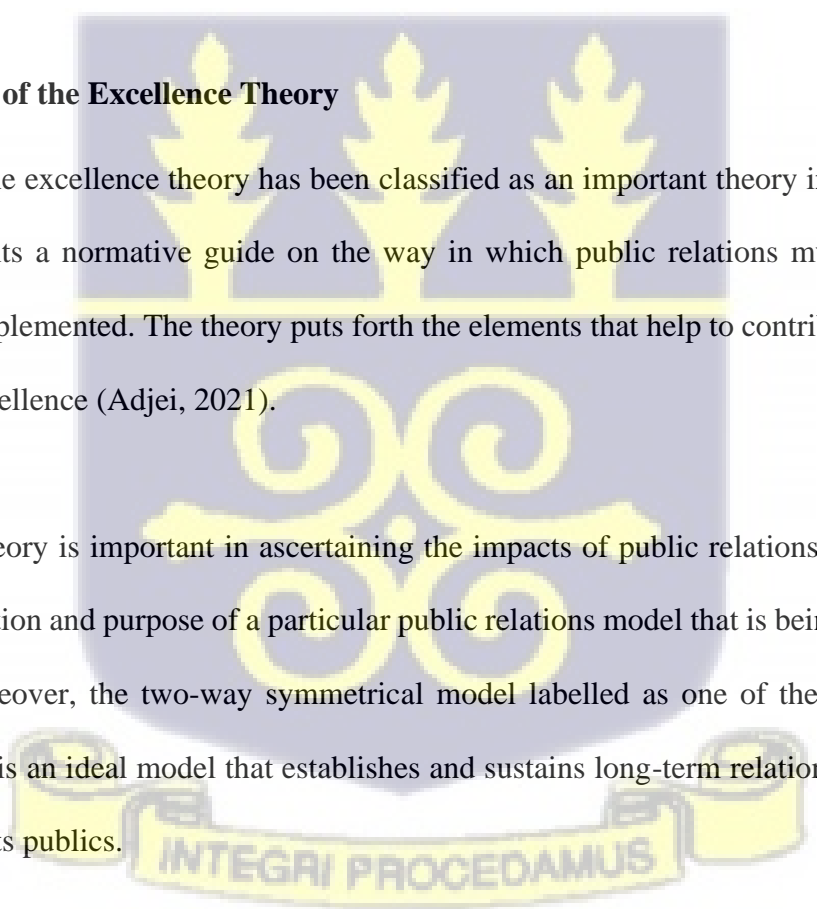 of the Excellence Theory
e excellence theory has been classified as an important theory i
ts a normative guide on the way in which public relations m
plemented. The theory puts forth the elements that help to contri
ellence (Adjei, 2021).
eory is important in ascertaining the impacts of public relations
tion and purpose of a particular public relations model that is bei
eover, the two-way symmetrical model labelled as one of the
is an ideal model that establishes and sustains long-term relation
ts publics.
INTEGRI PROCEDAMUS